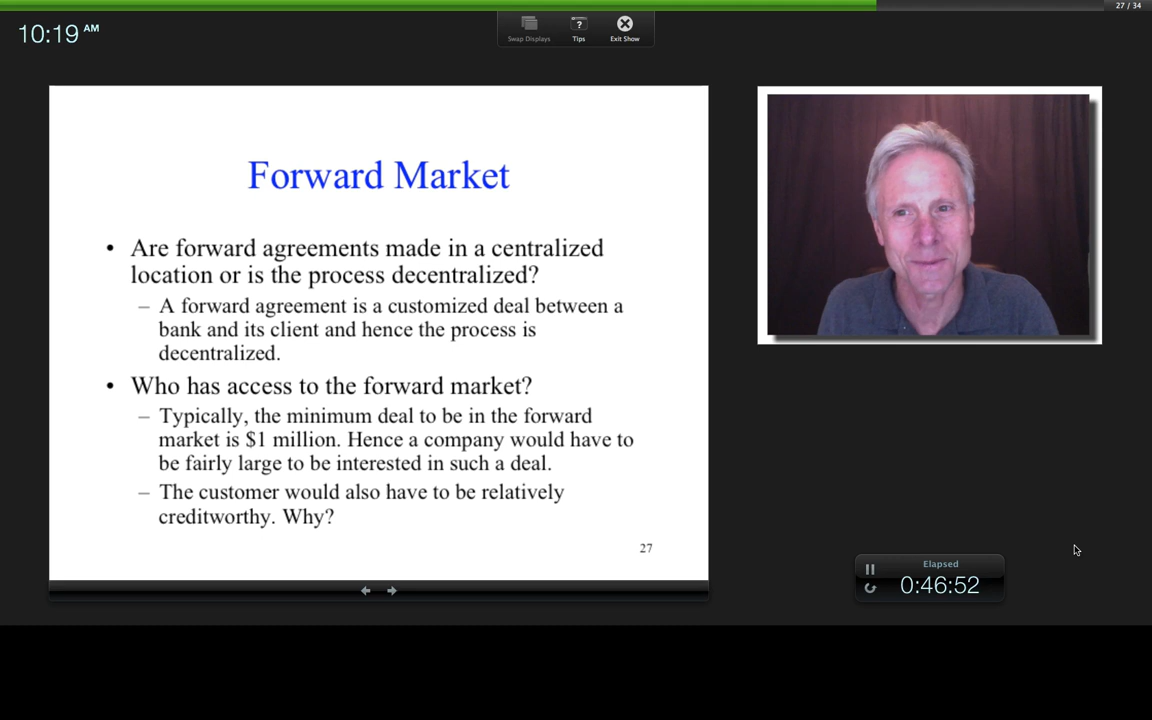 27 / 34
10:19 AM
Swap Displays
Tips
Exit Show
Forward Market
• Are forward agreements made in a centralized
location or is the process decentralized?
– A forward agreement is a customized deal between a
bank and its client and hence the process is
decentralized.
• Who has access to the forward market?
– Typically, the minimum deal to be in the forward
market is $1 million. Hence a company would have to
be fairly large to be interested in such a deal.
– The customer would also have to be relatively
creditworthy. Why?
27
Elapsed
0:46:52